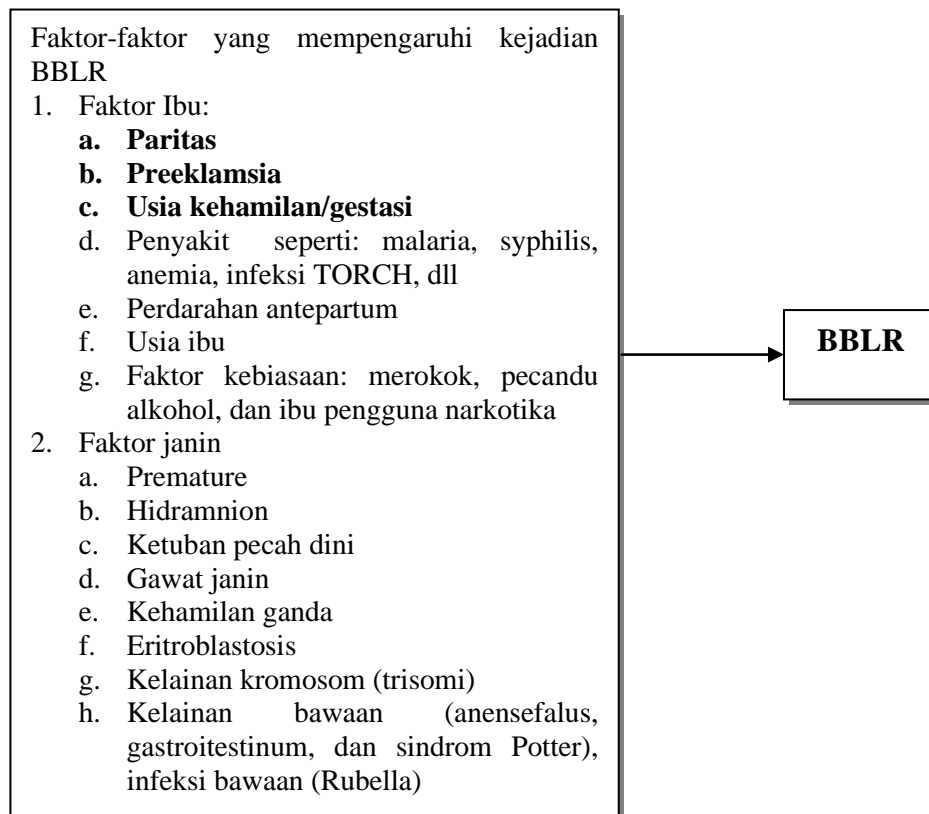 Faktor-faktor yang mempengaruhi kejadian
BBLR
1. Faktor Ibu:
a. Paritas
b. Preeklamsia
c. Usia kehamilan/gestasi
d. Penyakit seperti: malaria, syphilis,
anemia, infeksi TORCH, dll
e. Perdarahan antepartum
f. Usia ibu
g. Faktor kebiasaan: merokok, pecandu
alkohol, dan ibu pengguna narkotika
2. Faktor janin
a. Premature
b. Hidramnion
c. Ketuban pecah dini
d. Gawat janin
e. Kehamilan ganda
f. Eritroblastosis
g. Kelainan kromosom (trisomi)
h. Kelainan bawaan (anensefalus,
gastroitestinum, dan sindrom Potter),
infeksi bawaan (Rubella)
BBLR